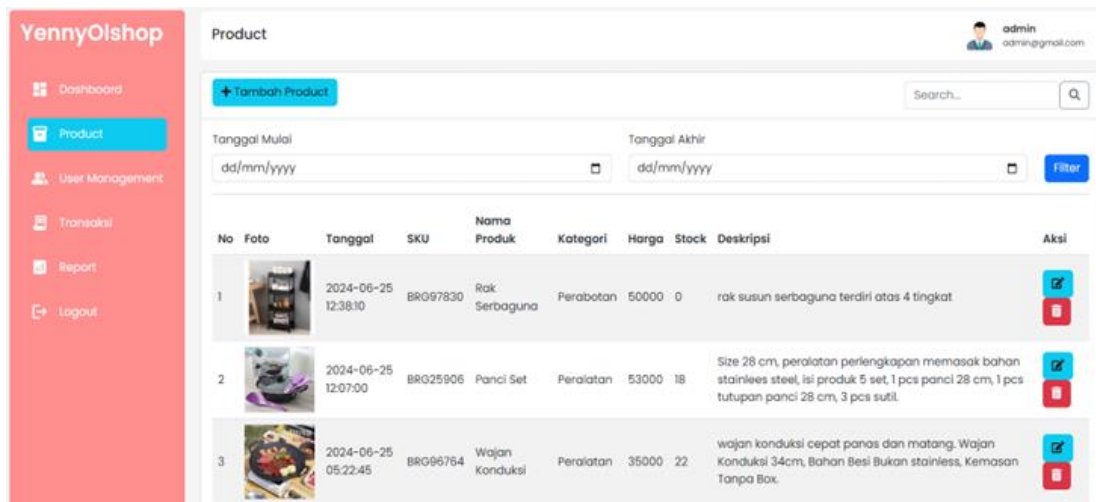 YennyOlshop
Product
admin
admin@gmail.com
Dashboard
Product
User Management
Transaksi
Report
Logout
+ Tambah Product
Search...
Tanggal Mulai
Tanggal Akhir
dd/mm/yyyy
dd/mm/yyyy
Filter
No Foto Tanggal SKU Nama Produk Kategori Harga Stock Deskripsi Aksi
1 2024-06-25 12:38:10 BRG97830 Rak Serbaguna Perabotan 50000 0 rak susun serbaguna terdiri atas 4 tingkat
2 2024-06-25 12:07:00 BRG25906 Panci Set Peralatan 53000 18 Size 28 cm, peralatan perlengkapan memasak bahan
stainlees steel, isi produk 5 set, 1 pcs panci 28 cm, 1 pcs
tutupan panci 28 cm, 3 pcs sutil.
3 2024-06-25 05:22:45 BRG96764 Wajan Konduksi Peralatan 35000 22 wajan konduksi cepat panas dan matang. Wajan
Konduksi 34cm, Bahan Besi Bukan stainless, Kemasan
Tanpa Box.